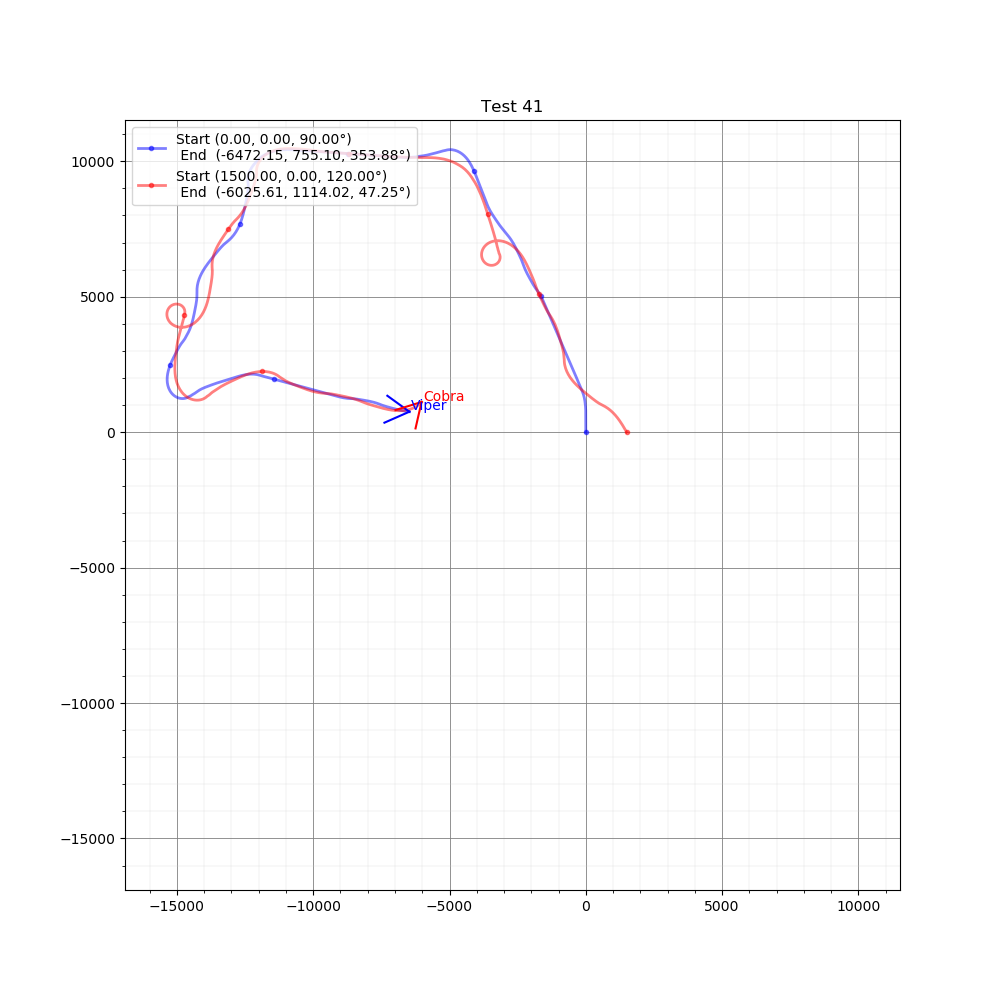 Test 41
Start (0.00, 0.00, 90.00°)
End  (-6472.15, 755.10, 353.88°)
Start (1500.00, 0.00, 120.00°)
End  (-6025.61, 1114.02, 47.25°)
10000
5000
0
−5000
−10000
−15000
Cobra
Viper
−15000 −10000 −5000 0 5000 10000